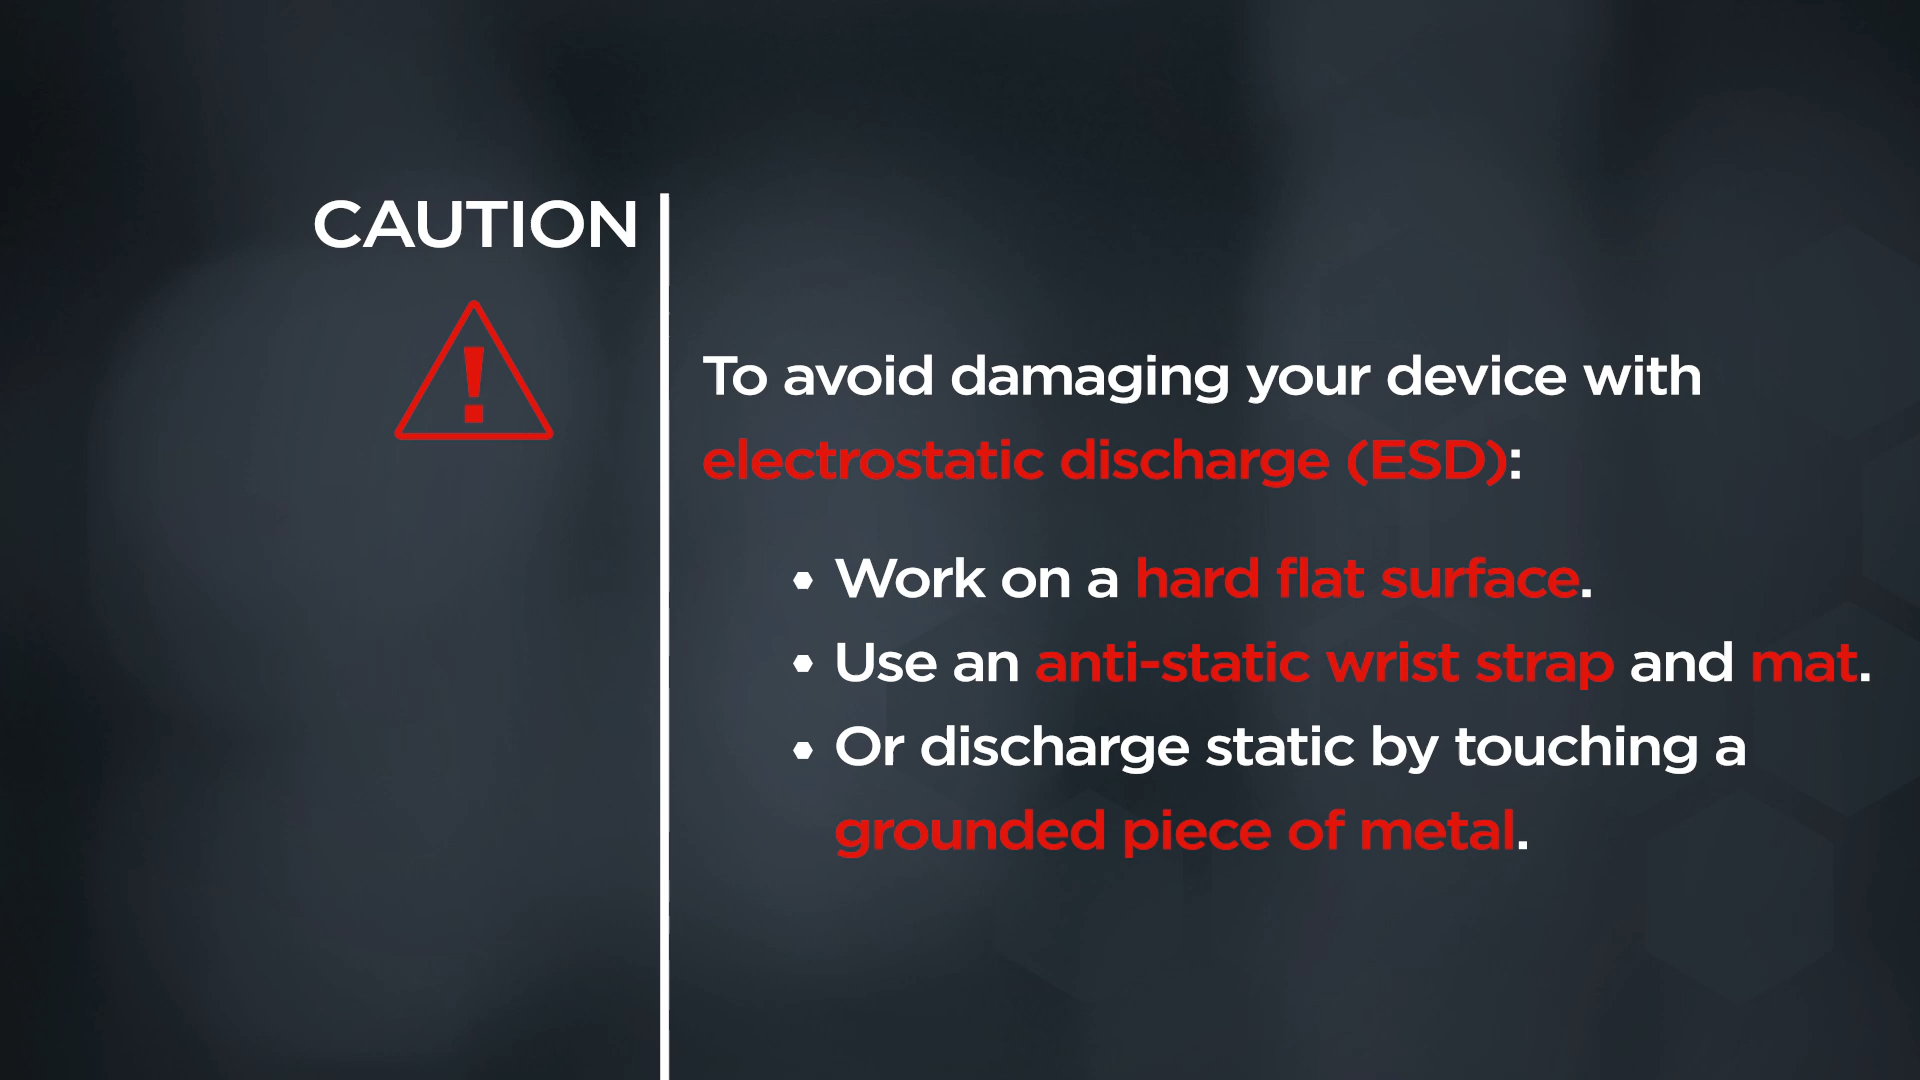 CAUTION
!
To avoid damaging your device with
electrostatic discharge (ESD):
• Work on a hard flat surface.
• Use an anti-static wrist strap and mat.
• Or discharge static by touching a
grounded piece of metal.